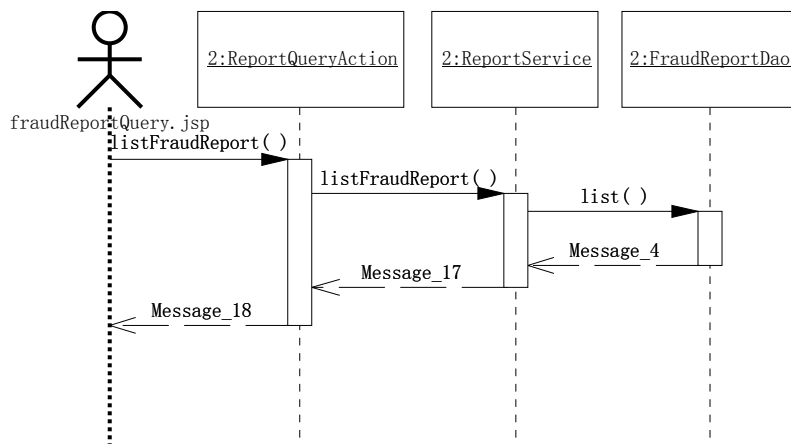 2:ReportQueryAction
2:ReportService
2:FraudReportDao
fraudReportQuery.jsp
listFraudReport( )
listFraudReport( )
list( )
Message_4
Message_17
Message_18